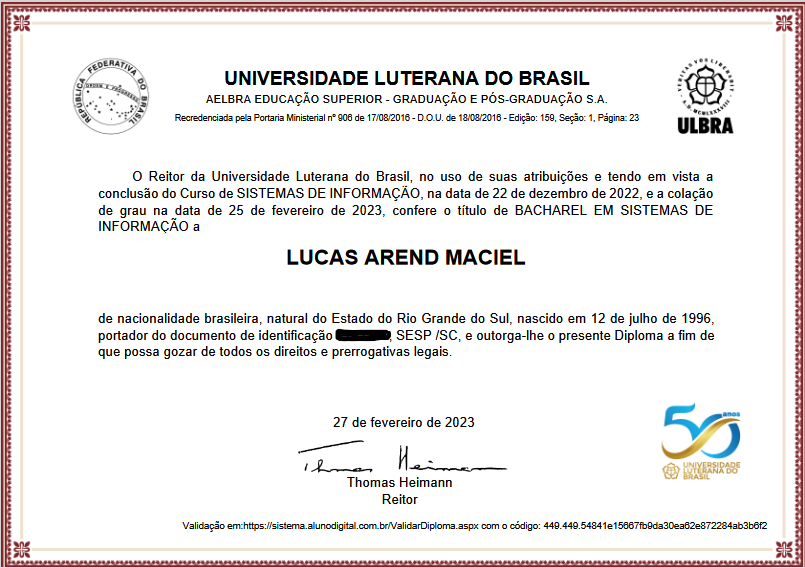 REPÚBLICA FEDERATIVA DO BRASIL
ORDEM E PROGRESSO
UNIVERSIDADE LUTERANA DO BRASIL
AELBRA EDUCAÇÃO SUPERIOR - GRADUAÇÃO E PÓS-GRADUAÇÃO S.A.
Recredenciada pela Portaria Ministerial nº 906 de 17/08/2016 - D.O.U. de 18/08/2016 - Edição: 159, Seção: 1, Página: 23
ULBRA
O Reitor da Universidade Luterana do Brasil, no uso de suas atribuições e tendo em vista a
conclusão do Curso de SISTEMAS DE INFORMAÇÃO, na data de 22 de dezembro de 2022, e a colação
de grau na data de 25 de fevereiro de 2023, confere o título de BACHAREL EM SISTEMAS DE
INFORMAÇÃO a
LUCAS AREND MACIEL
de nacionalidade brasileira, natural do Estado do Rio Grande do Sul, nascido em 12 de julho de 1996,
portador do documento de identificação , SESP /SC, e outorga-lhe o presente Diploma a fim de
que possa gozar de todos os direitos e prerrogativas legais.
27 de fevereiro de 2023
Thomas Heimann
Thomas Heimann
Reitor
50 anos
UNIVERSIDADE
LUTERANA DO
BRASIL
Validação em:https://sistema.alunodigital.com.br/ValidarDiploma.aspx com o código: 449.449.54841e15667fb9da30ea62e872284ab3b6f2